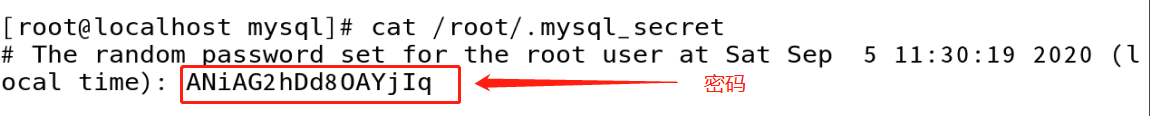 [root@localhost mysql]# cat /root/.mysql_secret
# The random password set for the root user at Sat Sep  5 11:30:19 2020 (l
ocal time): ANiAG2hDd8OAYjIq
密码